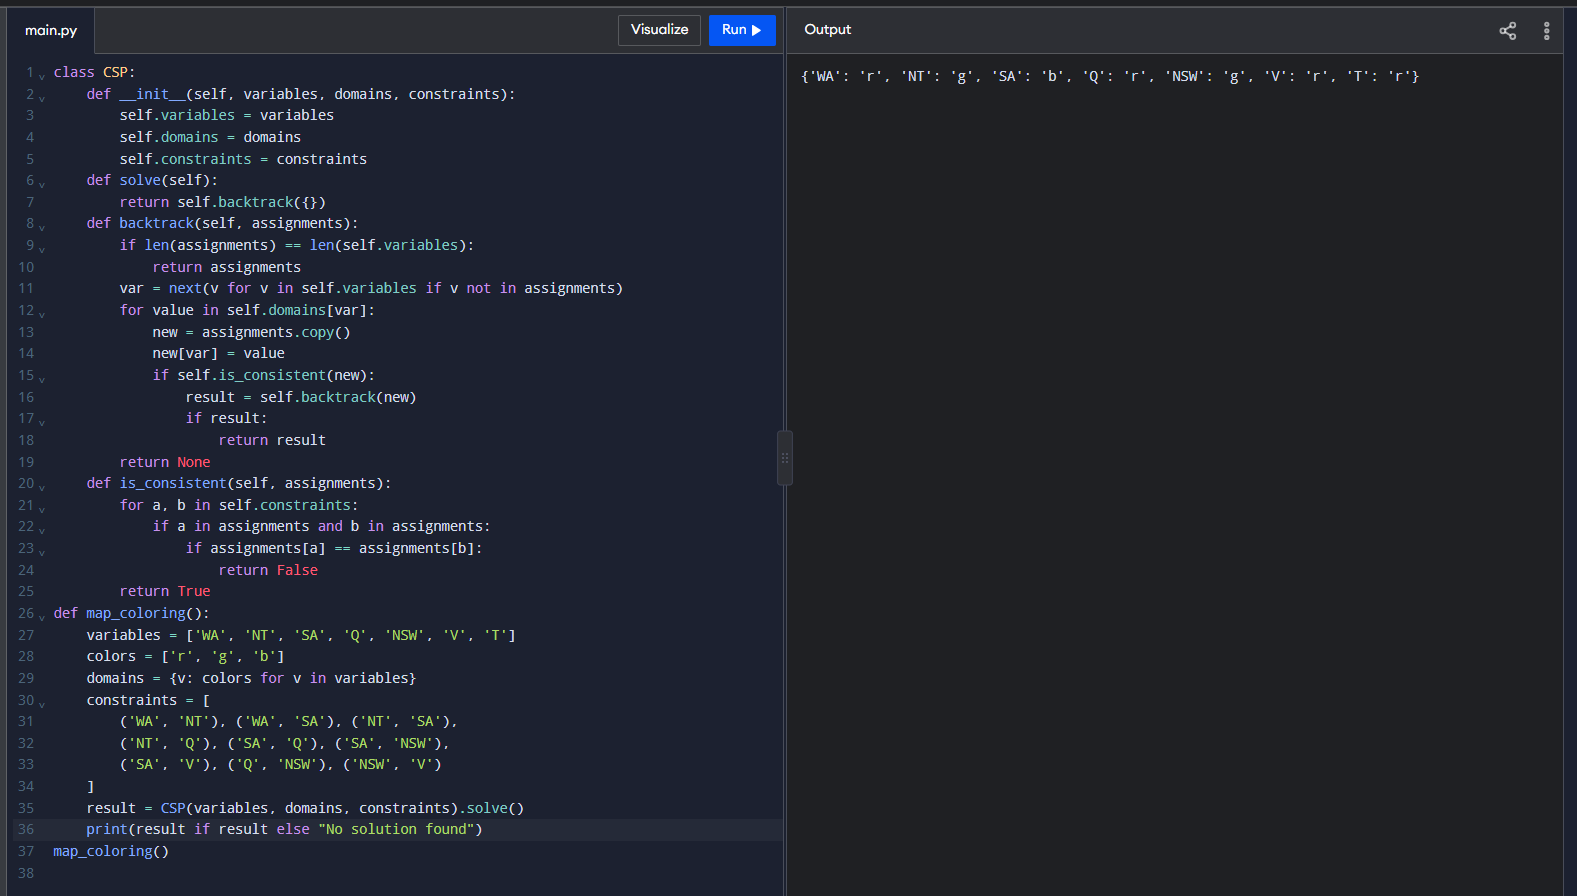 main.py
Visualize
Run
1 class CSP:
2     def __init__(self, variables, domains, constraints):
3         self.variables = variables
4         self.domains = domains
5         self.constraints = constraints
6     def solve(self):
7         return self.backtrack({})
8     def backtrack(self, assignments):
9         if len(assignments) == len(self.variables):
10             return assignments
11         var = next(v for v in self.variables if v not in assignments)
12         for value in self.domains[var]:
13             new = assignments.copy()
14             new[var] = value
15             if self.is_consistent(new):
16                 result = self.backtrack(new)
17                 if result:
18                     return result
19         return None
20     def is_consistent(self, assignments):
21         for a, b in self.constraints:
22             if a in assignments and b in assignments:
23                 if assignments[a] == assignments[b]:
24                     return False
25         return True
26 def map_coloring():
27     variables = ['WA', 'NT', 'SA', 'Q', 'NSW', 'V', 'T']
28     colors = ['r', 'g', 'b']
29     domains = {v: colors for v in variables}
30     constraints = [
31         ('WA', 'NT'), ('WA', 'SA'), ('NT', 'SA'),
32         ('NT', 'Q'), ('SA', 'Q'), ('SA', 'NSW'),
33         ('SA', 'V'), ('Q', 'NSW'), ('NSW', 'V')
34     ]
35     result = CSP(variables, domains, constraints).solve()
36     print(result if result else "No solution found")
37 map_coloring()
38
Output
{'WA': 'r', 'NT': 'g', 'SA': 'b', 'Q': 'r', 'NSW': 'g', 'V': 'r', 'T': 'r'}